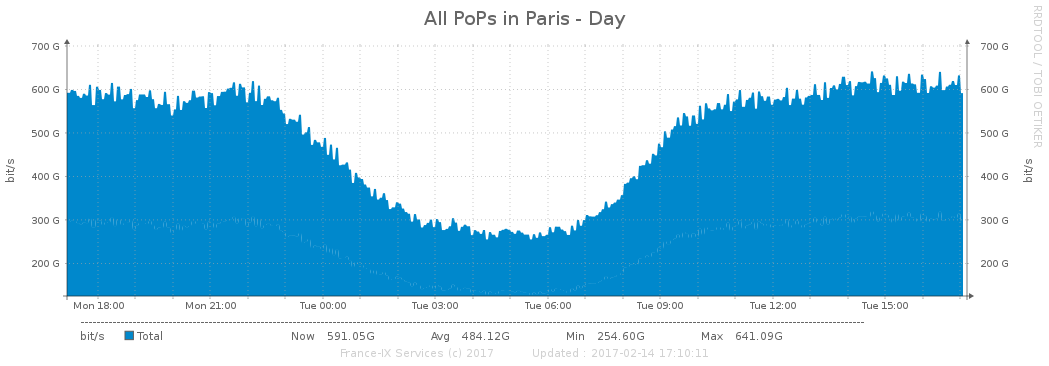 All PoPs in Paris - Day
RRDTOOL / TOBI OETIKER
700 G 700 G
600 G 600 G
500 G 500 G
400 G 400 G
300 G 300 G
200 G 200 G
bit/s bit/s
Mon 18:00 Mon 21:00 Tue 00:00 Tue 03:00 Tue 06:00 Tue 09:00 Tue 12:00 Tue 15:00
bit/s Total Now 591.05G Avg 484.12G Min 254.60G Max 641.09G
France-IX Services (c) 2017 Updated : 2017-02-14 17:10:11